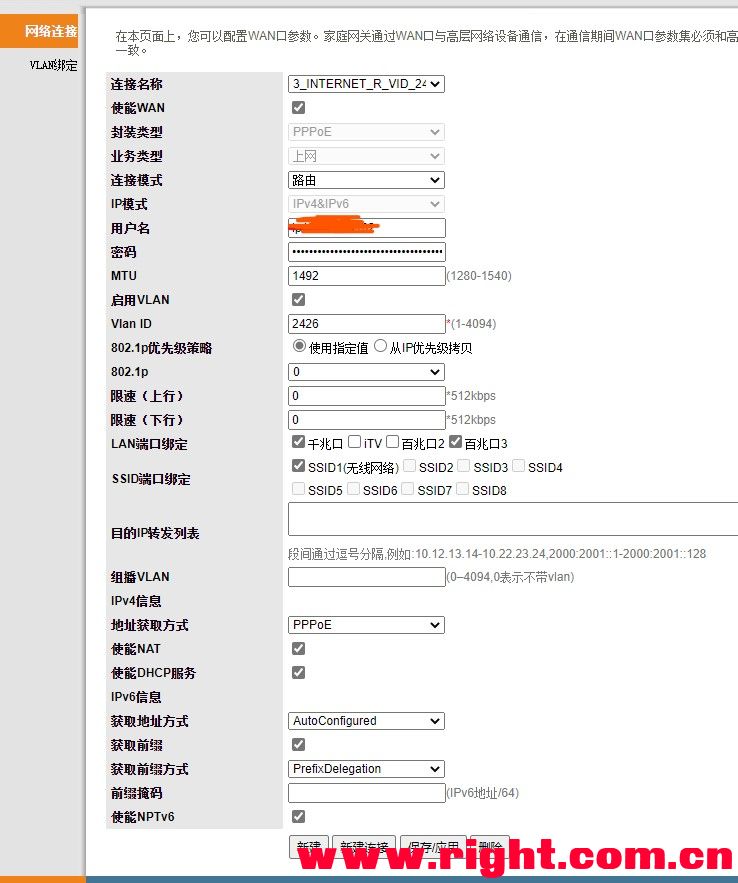 网络连接
VLAN绑定
在本页面上，您可以配置WAN口参数。家庭网关通过WAN口与高层网络设备通信，在通信期间WAN口参数集必须和高
一致。
连接名称 3_INTERNET_R_VID_24
使能WAN
封装类型 PPPoE
业务类型 上网
连接模式 路由
IP模式 IPv4&IPv6
用户名
密码 ••••••••••••••••••••••••••••••••••
MTU 1492 (1280-1540)
启用VLAN
Vlan ID 2426 *(1-4094)
802.1p优先级策略 使用指定值 从IP优先级拷贝
802.1p 0
限速（上行） 0 *512kbps
限速（下行） 0 *512kbps
LAN端口绑定 千兆口 iTV 百兆口2 百兆口3
SSID端口绑定 SSID1(无线网络) SSID2 SSID3 SSID4
SSID5 SSID6 SSID7 SSID8
目的IP转发列表
段间通过逗号分隔,例如:10.12.13.14-10.22.23.24,2000:2001::1-2000:2001::128
组播VLAN (0–4094,0表示不带vlan)
IPv4信息
地址获取方式 PPPoE
使能NAT
使能DHCP服务
IPv6信息
获取地址方式 AutoConfigured
获取前缀
获取前缀方式 PrefixDelegation
前缀掩码 (IPv6地址/64)
使能NPTv6
新建 新建连接 保存/应用 删除
www.right.com.cn